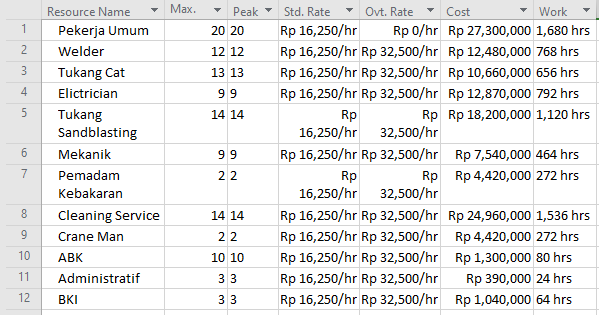 Resource Name Max. Peak Std. Rate Ovt. Rate Cost Work
1 Pekerja Umum 20 20 Rp 16,250/hr Rp 0/hr Rp 27,300,000 1,680 hrs
2 Welder 12 12 Rp 16,250/hr Rp 32,500/hr Rp 12,480,000 768 hrs
3 Tukang Cat 13 13 Rp 16,250/hr Rp 32,500/hr Rp 10,660,000 656 hrs
4 Elictrician 9 9 Rp 16,250/hr Rp 32,500/hr Rp 12,870,000 792 hrs
5 Tukang 14 14 Rp Rp Rp 18,200,000 1,120 hrs
Sandblasting 16,250/hr 32,500/hr
6 Mekanik 9 9 Rp 16,250/hr Rp 32,500/hr Rp 7,540,000 464 hrs
7 Pemadam 2 2 Rp Rp Rp 4,420,000 272 hrs
Kebakaran 16,250/hr 32,500/hr
8 Cleaning Service 14 14 Rp 16,250/hr Rp 32,500/hr Rp 24,960,000 1,536 hrs
9 Crane Man 2 2 Rp 16,250/hr Rp 32,500/hr Rp 4,420,000 272 hrs
10 ABK 10 10 Rp 16,250/hr Rp 32,500/hr Rp 1,300,000 80 hrs
11 Administratif 3 3 Rp 16,250/hr Rp 32,500/hr Rp 390,000 24 hrs
12 BKI 3 3 Rp 16,250/hr Rp 32,500/hr Rp 1,040,000 64 hrs